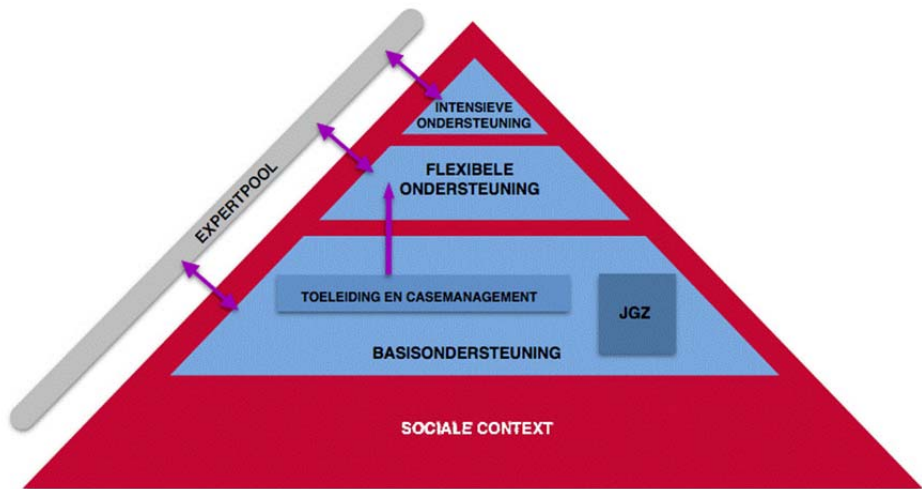 INTENSIEVE
ONDERSTEUNING
FLEXIBELE
ONDERSTEUNING
EXPERTPOOL
TOELEIDING EN CASEMANAGEMENT
JGZ
BASISONDERSTEUNING
SOCIALE CONTEXT